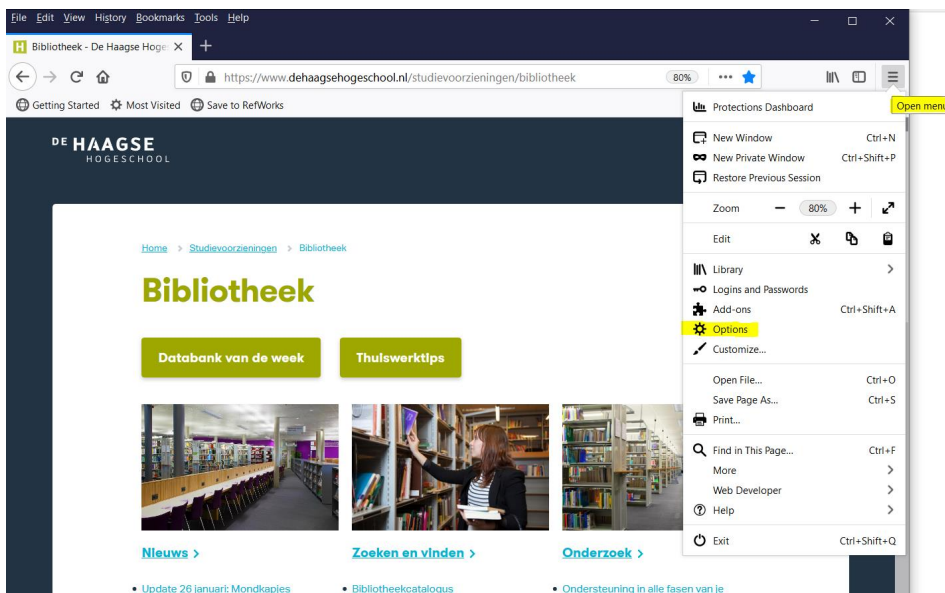 File Edit View History Bookmarks Tools Help
Bibliotheek - De Haagse Hoge
https://www.dehaagsehogeschool.nl/studievoorzieningen/bibliotheek 80%
Getting Started Most Visited Save to RefWorks
Open menu
DE HAAGSE
HOGESCHOOL
Home > Studievoorzieningen > Bibliotheek
Bibliotheek
Databank van de week Thuiswerktips
Nieuws > Zoeken en vinden > Onderzoek >
• Update 26 januari: Mondkapjes • Bibliotheekcatalogus • Ondersteuning in alle fasen van je
Protections Dashboard
New Window Ctrl+N
New Private Window Ctrl+Shift+P
Restore Previous Session
Zoom 80%
Edit
Library
Logins and Passwords
Add-ons Ctrl+Shift+A
Options
Customize...
Open File... Ctrl+O
Save Page As... Ctrl+S
Print...
Find in This Page... Ctrl+F
More
Web Developer
Help
Exit Ctrl+Shift+Q